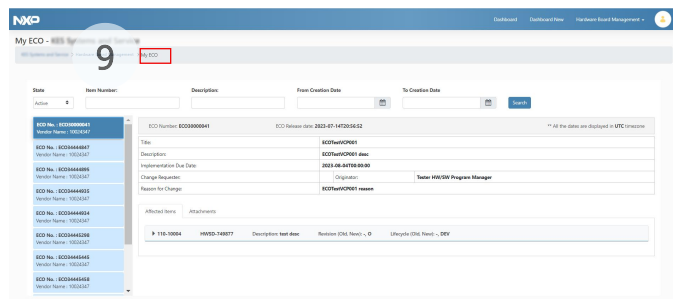 NXP
Dashboard Dashboard New Hardware Board Management
My ECO -
9
My ECO
State Item Number: Description: From Creation Date To Creation Date
Active Search
ECO No. : ECO30000041
Vendor Name : 10024347
ECO No. : ECO34444847
Vendor Name : 10024347
ECO No. : ECO34444895
Vendor Name : 10024347
ECO No. : ECO34444935
Vendor Name : 10024347
ECO No. : ECO34444934
Vendor Name : 10024347
ECO No. : ECO34445298
Vendor Name : 10024347
ECO No. : ECO34445445
Vendor Name : 10024347
ECO No. : ECO34445458
Vendor Name : 10024347
ECO Number: ECO30000041 ECO Release date: 2023-07-14T20:56:52 ** All the dates are displayed in UTC timezone
Title: ECOTestVCP001
Description: ECOTestVCP001 desc
Implementation Due Date: 2023-08-04T00:00:00
Change Requester: Originator: Tester HW/SW Program Manager
Reason for Change: ECOTestVCP001 reason
Affected Items Attachments
110-10004 HWSD-749877 Description: test desc Revision (Old, New): -, O Lifecycle (Old, New): -, DEV